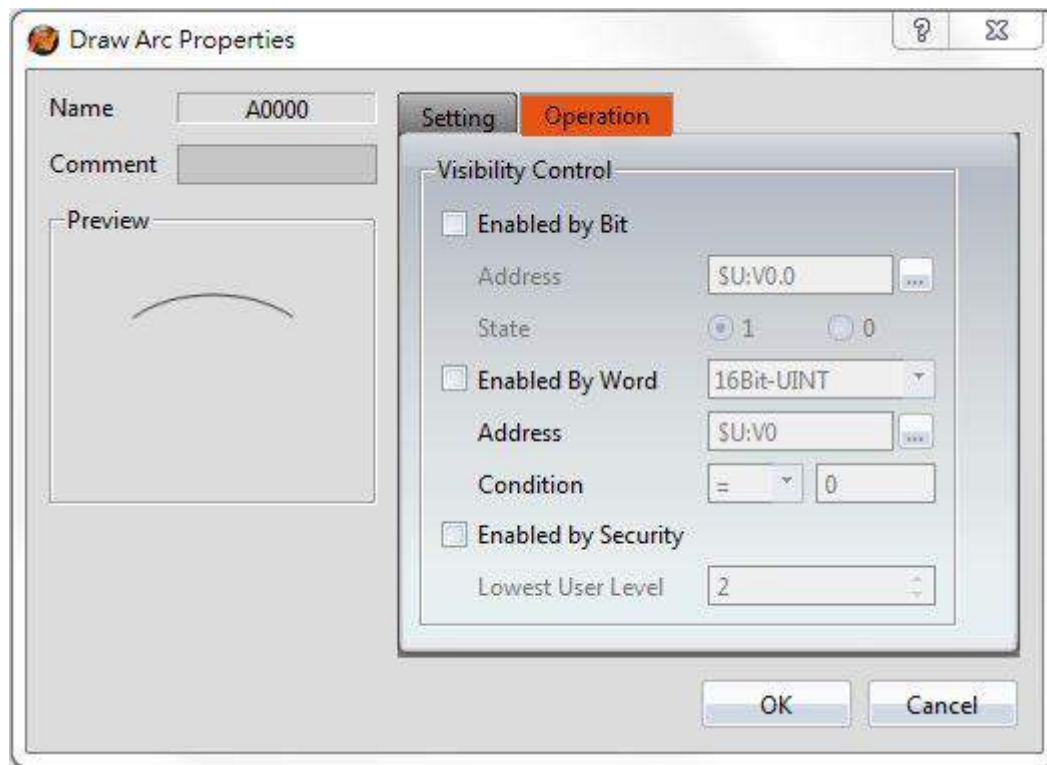 Draw Arc Properties
Name A0000
Comment
Preview
Setting Operation
Visibility Control
Enabled by Bit
Address $U:V0.0 ...
State 1 0
Enabled By Word 16Bit-UINT
Address $U:V0 ...
Condition = 0
Enabled by Security
Lowest User Level 2
OK Cancel